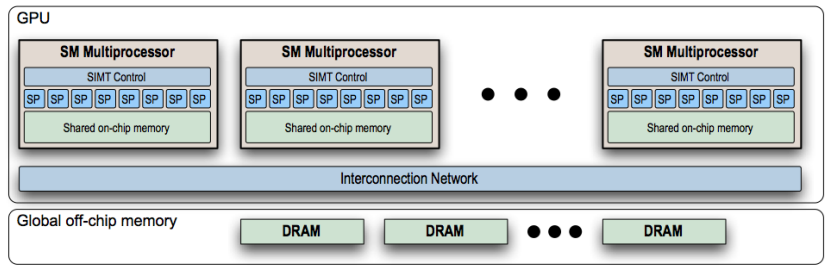 GPU
SM Multiprocessor SM Multiprocessor SM Multiprocessor
SIMT Control SIMT Control SIMT Control
SP SP SP SP SP SP SP SP SP SP SP SP SP SP SP SP SP SP SP SP SP SP SP SP
Shared on-chip memory Shared on-chip memory Shared on-chip memory
Interconnection Network
Global off-chip memory
DRAM DRAM DRAM